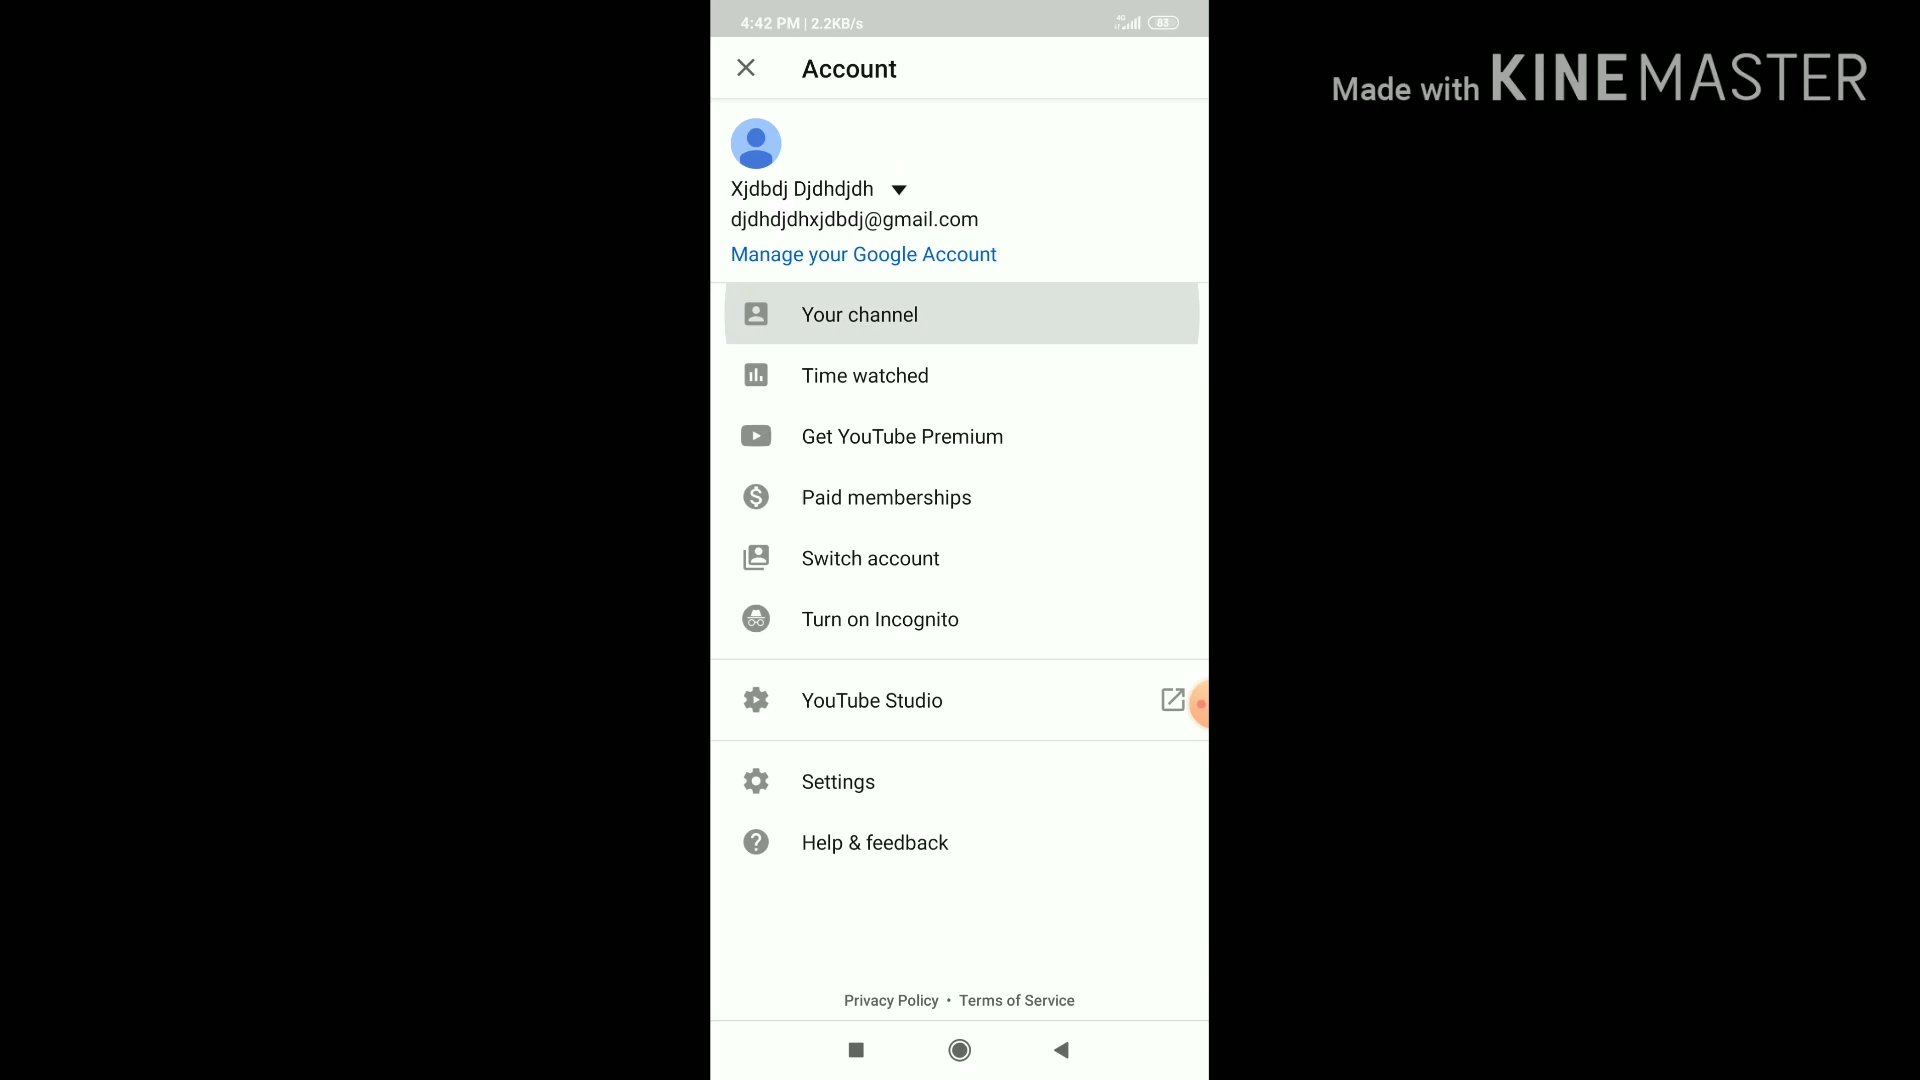 4:42 PM | 2.2KB/s
4G
83
Made with KINEMASTER
Account
Xjdbdj Djdhdjdh
djdhdjdhxjdbdj@gmail.com
Manage your Google Account
Your channel
Time watched
Get YouTube Premium
Paid memberships
Switch account
Turn on Incognito
YouTube Studio
Settings
Help & feedback
Privacy Policy • Terms of Service